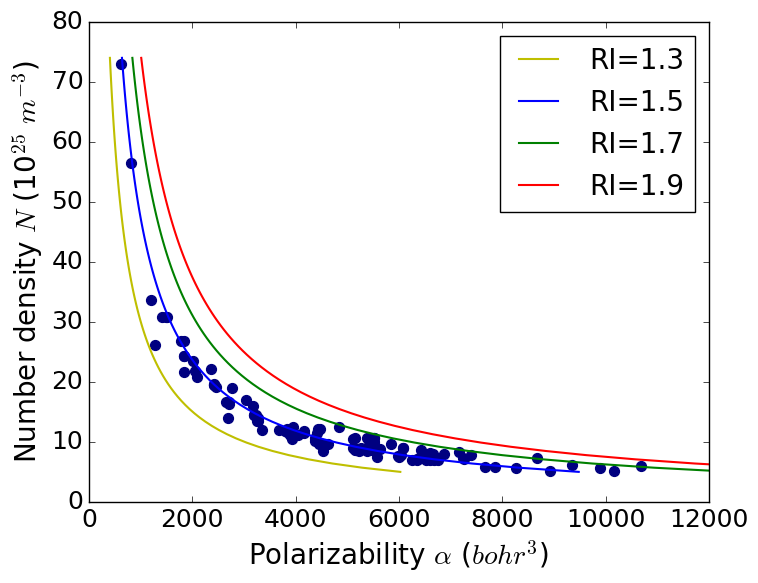 80
70
60
50
40
30
20
10
0
Number density N (10^25 m^−3)
RI=1.3
RI=1.5
RI=1.7
RI=1.9
0 2000 4000 6000 8000 10000 12000
Polarizability α (bohr^3)